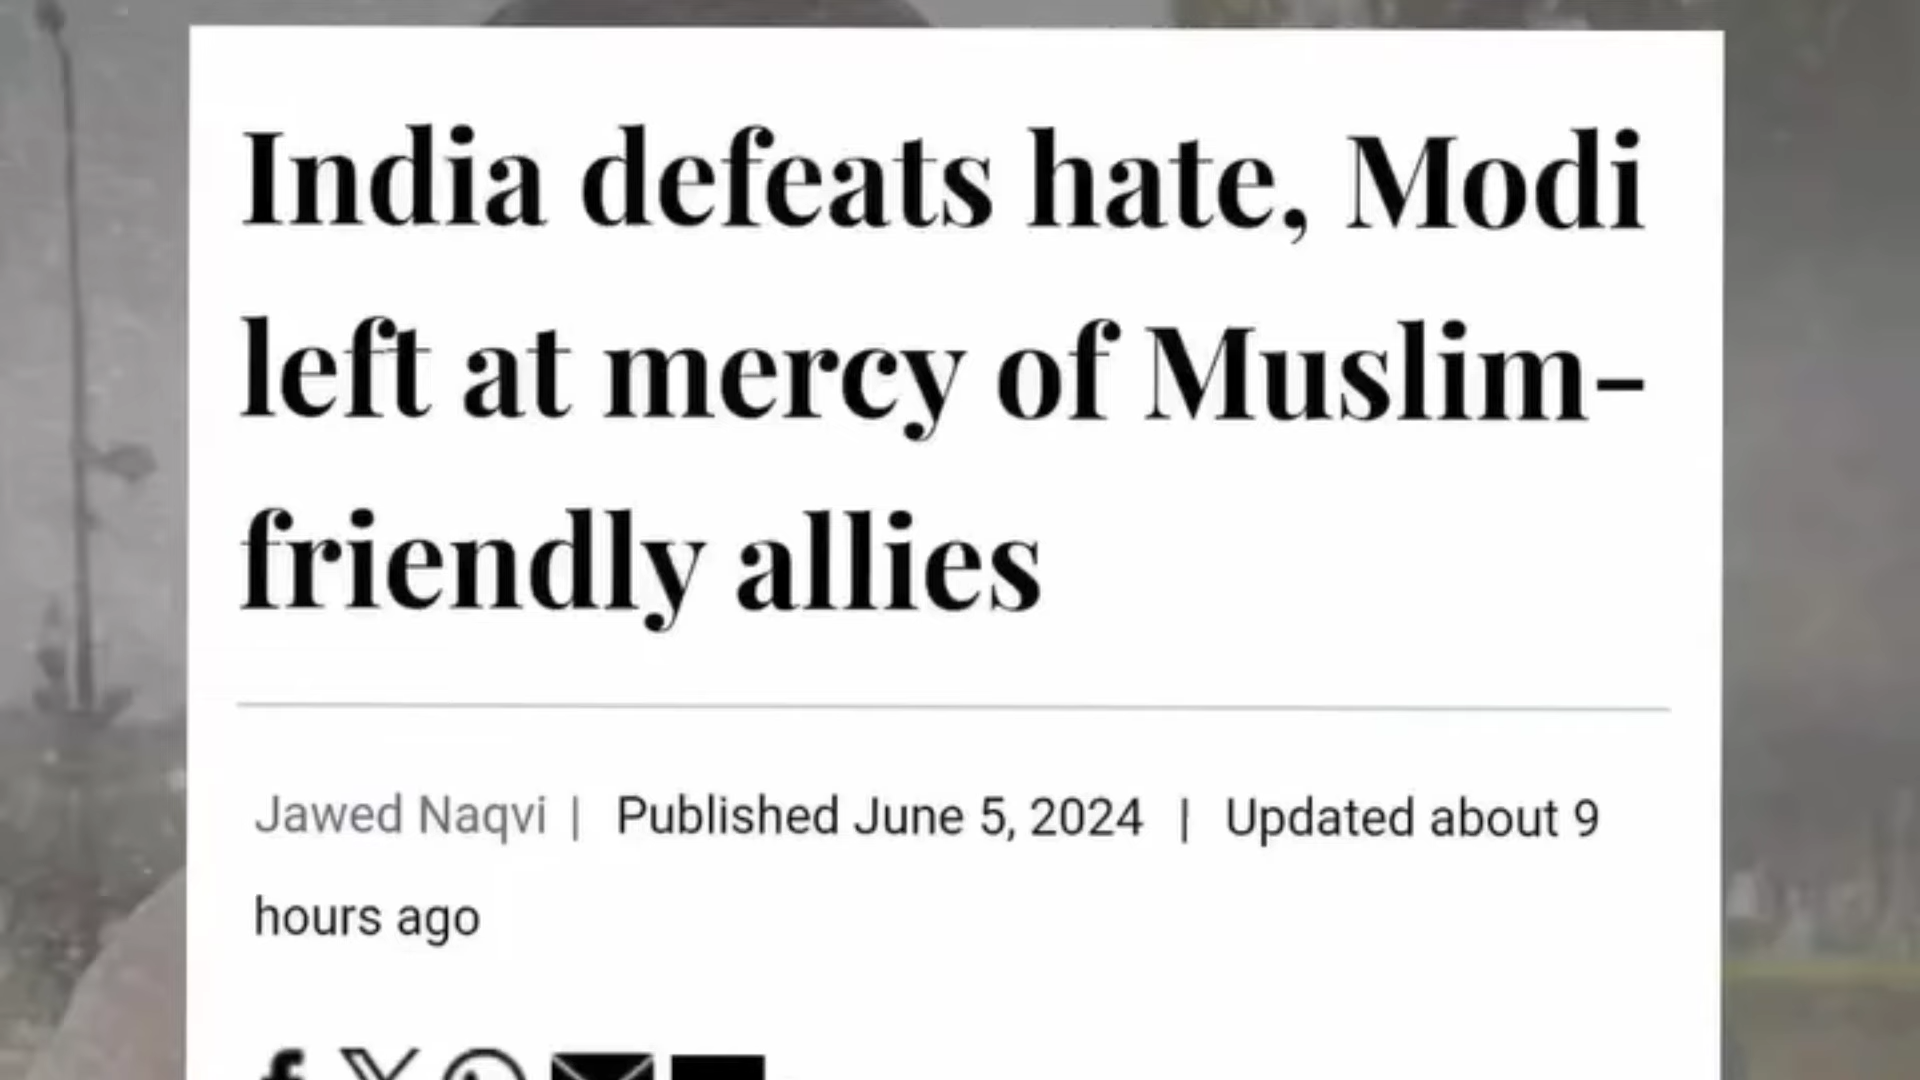 India defeats hate, Modi
left at mercy of Muslim-
friendly allies
Jawed Naqvi | Published June 5, 2024 | Updated about 9
hours ago